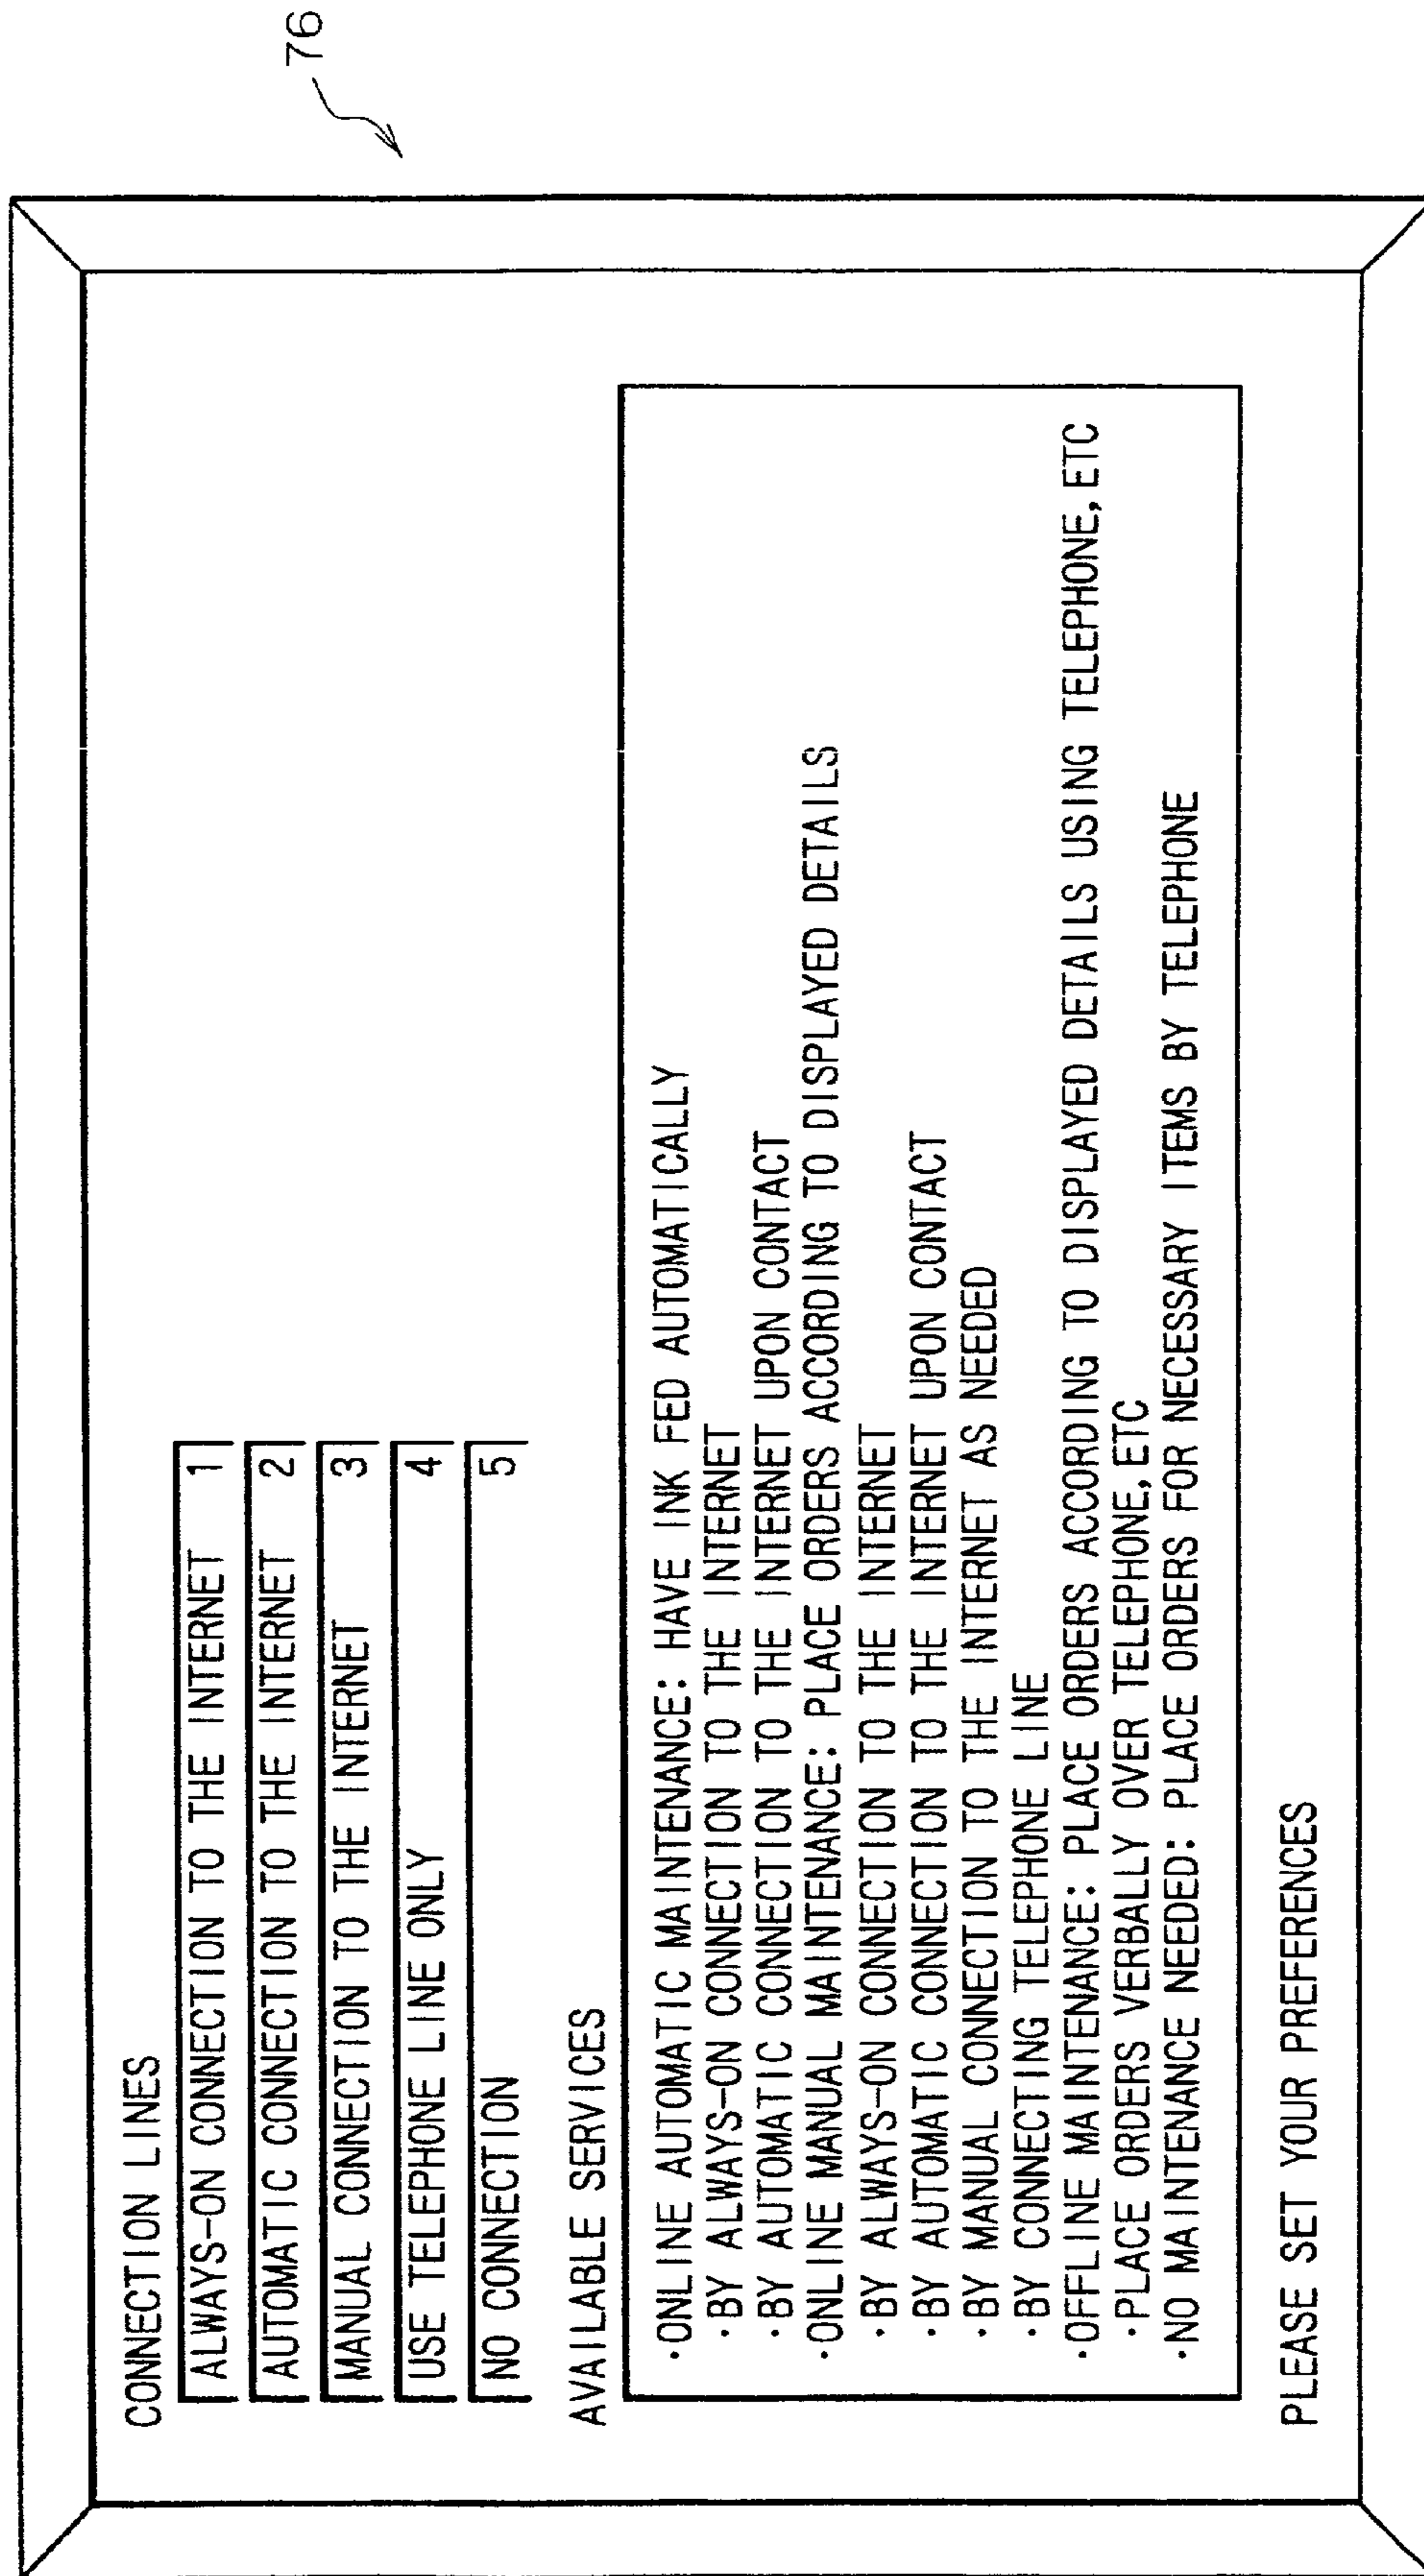 76
CONNECTION LINES
ALWAYS-ON CONNECTION TO THE INTERNET 1
AUTOMATIC CONNECTION TO THE INTERNET 2
MANUAL CONNECTION TO THE INTERNET 3
USE TELEPHONE LINE ONLY 4
NO CONNECTION 5
AVAILABLE SERVICES
·ONLINE AUTOMATIC MAINTENANCE: HAVE INK FED AUTOMATICALLY
·BY ALWAYS-ON CONNECTION TO THE INTERNET
·BY AUTOMATIC CONNECTION TO THE INTERNET UPON CONTACT
·ONLINE MANUAL MAINTENANCE: PLACE ORDERS ACCORDING TO DISPLAYED DETAILS
·BY ALWAYS-ON CONNECTION TO THE INTERNET
·BY AUTOMATIC CONNECTION TO THE INTERNET UPON CONTACT
·BY MANUAL CONNECTION TO THE INTERNET AS NEEDED
·BY CONNECTING TELEPHONE LINE
·OFFLINE MAINTENANCE: PLACE ORDERS ACCORDING TO DISPLAYED DETAILS USING TELEPHONE, ETC
·PLACE ORDERS VERBALLY OVER TELEPHONE, ETC
·NO MAINTENANCE NEEDED: PLACE ORDERS FOR NECESSARY ITEMS BY TELEPHONE
PLEASE SET YOUR PREFERENCES